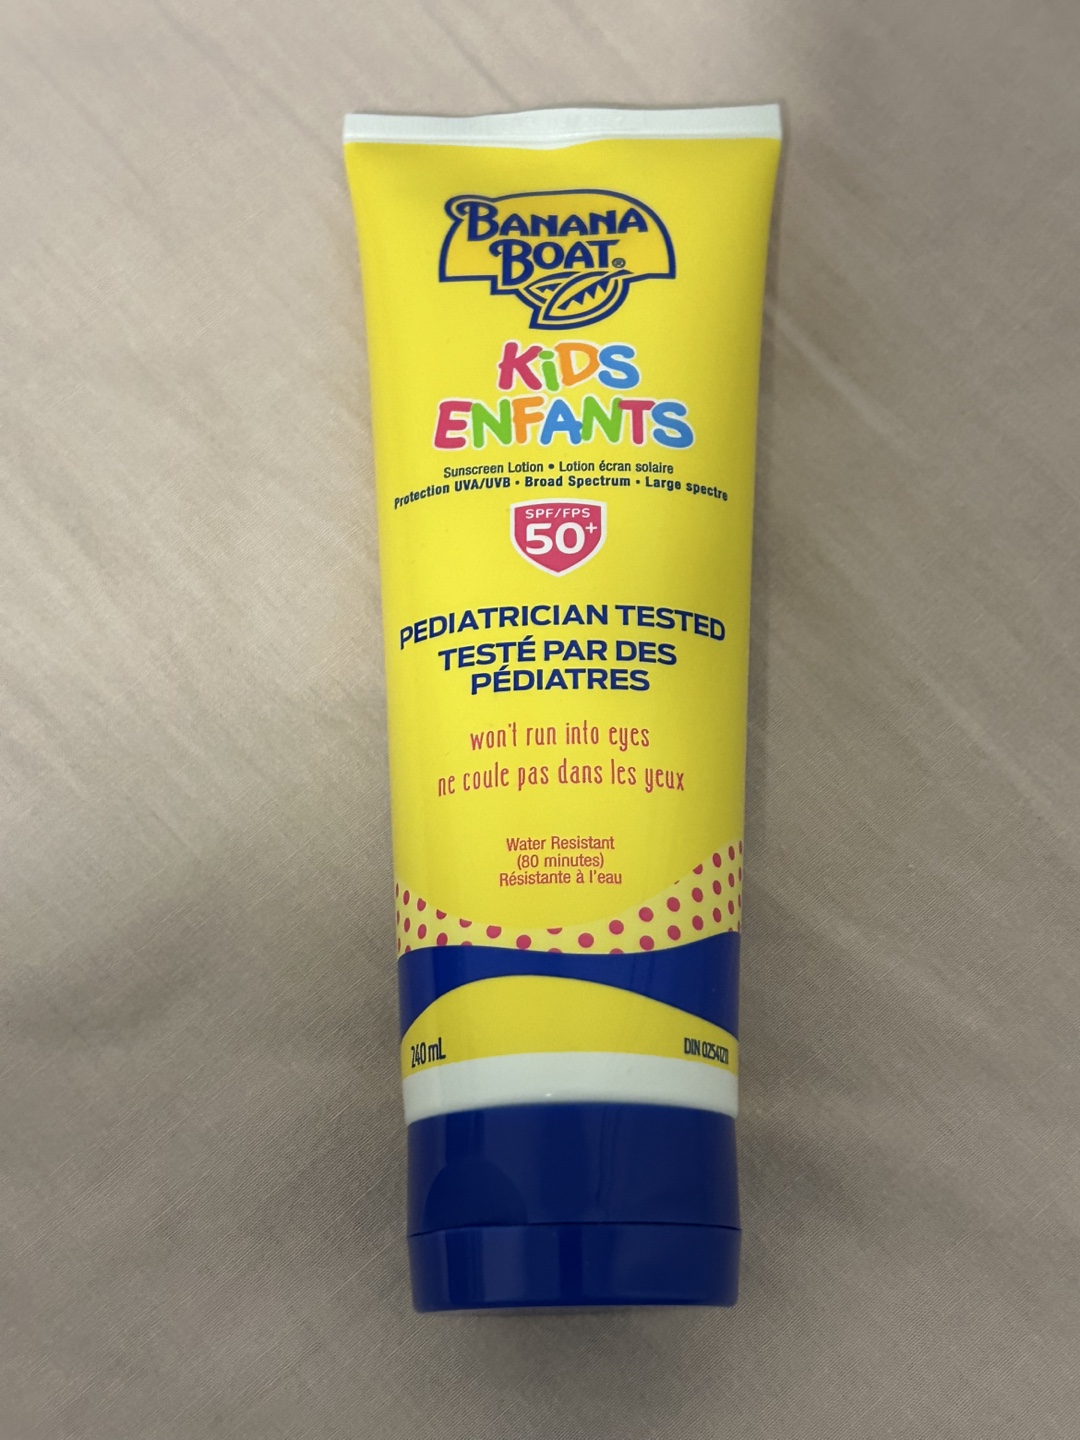 BANANA
BOAT®
KiDS
ENFANTS
Sunscreen Lotion • Lotion écran solaire
Protection UVA/UVB • Broad Spectrum • Large spectre
SPF/FPS
50+
PEDIATRICIAN TESTED
TESTÉ PAR DES
PÉDIATRES
won't run into eyes
ne coule pas dans les yeux
Water Resistant
(80 minutes)
Résistante à l'eau
240 mL
DIN